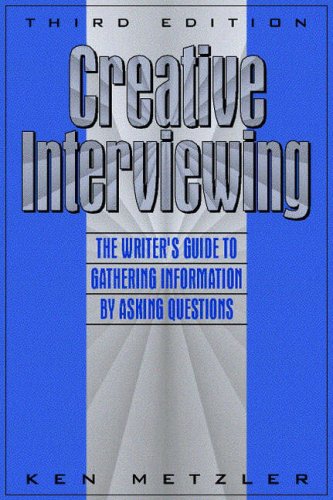 THIRD EDITION
Creative
Interviewing
THE WRITER'S GUIDE TO
GATHERING INFORMATION
BY ASKING QUESTIONS
KEN METZLER